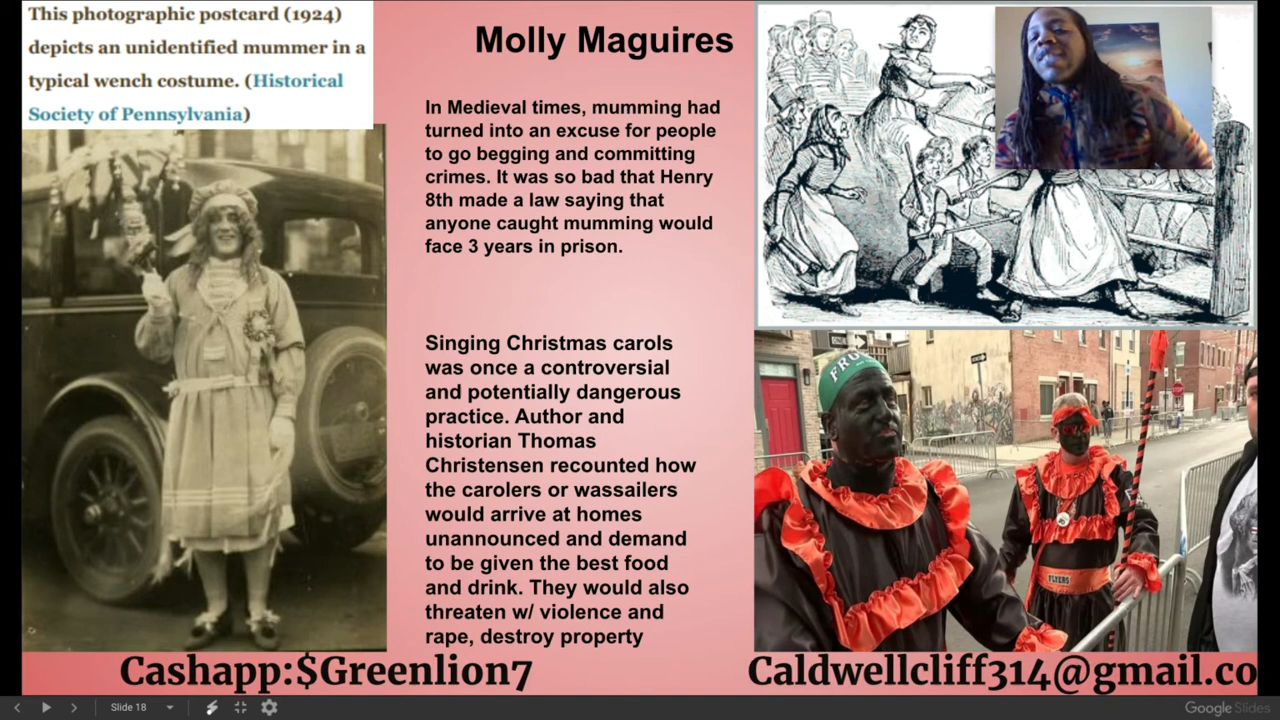 This photographic postcard (1924)
depicts an unidentified mummer in a
typical wench costume. (Historical
Society of Pennsylvania)
Molly Maguires
In Medieval times, mumming had
turned into an excuse for people
to go begging and committing
crimes. It was so bad that Henry
8th made a law saying that
anyone caught mumming would
face 3 years in prison.
Singing Christmas carols
was once a controversial
and potentially dangerous
practice. Author and
historian Thomas
Christensen recounted how
the carolers or wassailers
would arrive at homes
unannounced and demand
to be given the best food
and drink. They would also
threaten w/ violence and
rape, destroy property
FRO
FLYERS
Cashapp:$Greenlion7
Caldwellcliff314@gmail.co
Slide 18
Google Slides